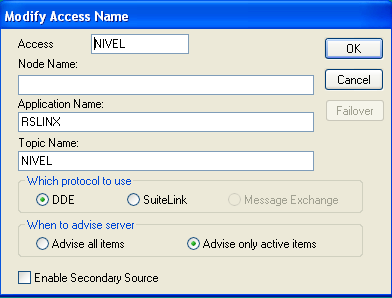 Modify Access Name
Access NIVEL
OK
Node Name:
Cancel
Application Name:
Failover
RSLINX
Topic Name:
NIVEL
Which protocol to use
DDE SuiteLink Message Exchange
When to advise server
Advise all items Advise only active items
Enable Secondary Source